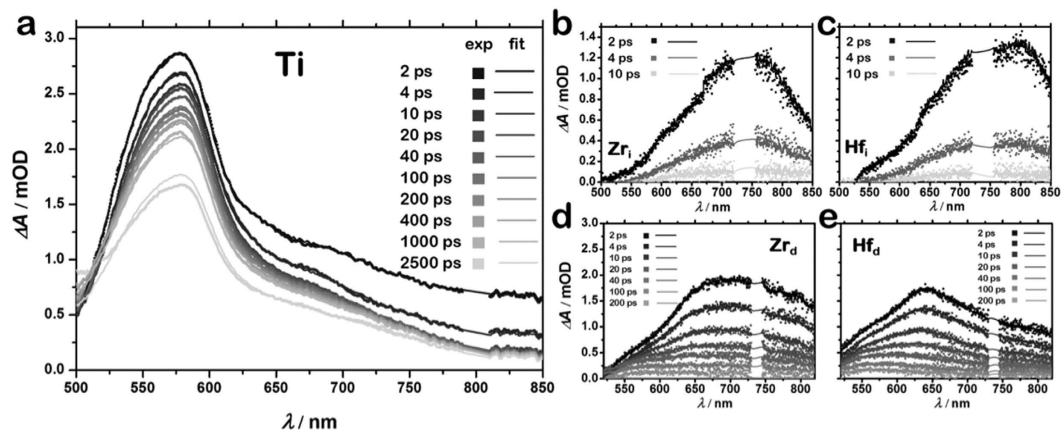 a
Ti
exp fit
2 ps
4 ps
10 ps
20 ps
40 ps
100 ps
200 ps
400 ps
1000 ps
2500 ps
3.0
2.5
2.0
1.5
1.0
0.5
0.0
ΔA / mOD
500 550 600 650 700 750 800 850
λ / nm
b
2 ps
4 ps
10 ps
Zrᵢ
1.4
1.2
1.0
0.8
0.6
0.4
0.2
0.0
ΔA / mOD
500 550 600 650 700 750 800 850
λ / nm
c
2 ps
4 ps
10 ps
Hfᵢ
500 550 600 650 700 750 800 850
λ / nm
d
2 ps
4 ps
10 ps
20 ps
40 ps
100 ps
200 ps
Zr_d
3.0
2.5
2.0
1.5
1.0
0.5
0.0
ΔA / mOD
550 600 650 700 750 800
λ / nm
e
Hf_d
2 ps
4 ps
10 ps
20 ps
40 ps
100 ps
200 ps
550 600 650 700 750 800
λ / nm